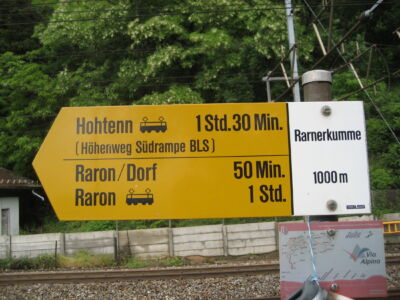 Hohtenn 1 Std. 30 Min.
(Höhenweg Südrampe BLS)
Raron/Dorf 50 Min.
Raron 1 Std.
Rarnerkumme
1000 m
Via
Alpina